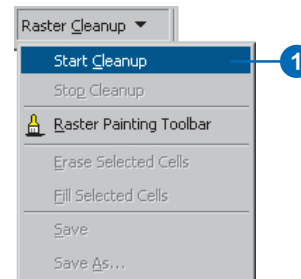 Raster Cleanup
Start Cleanup
1
Stop Cleanup
Raster Painting Toolbar
Erase Selected Cells
Fill Selected Cells
Save
Save As...